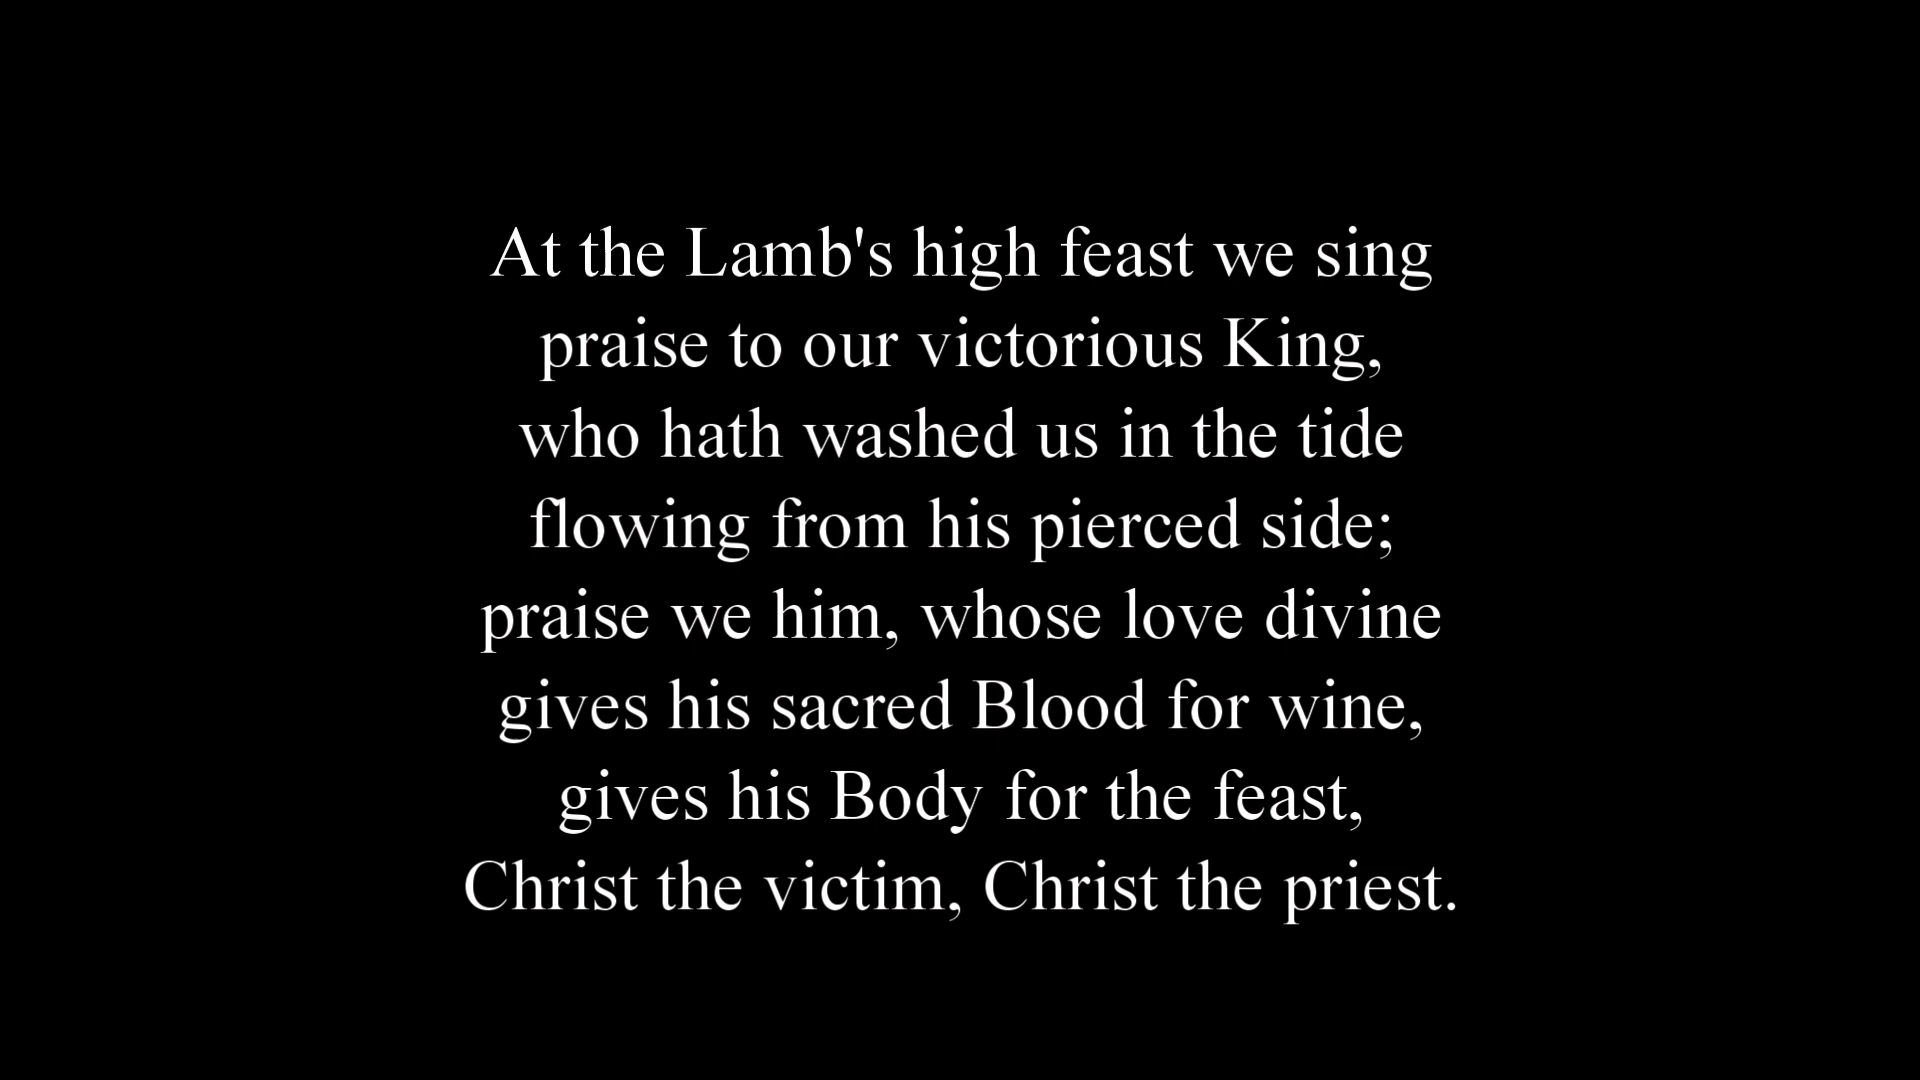 At the Lamb's high feast we sing
praise to our victorious King,
who hath washed us in the tide
flowing from his pierced side;
praise we him, whose love divine
gives his sacred Blood for wine,
gives his Body for the feast,
Christ the victim, Christ the priest.